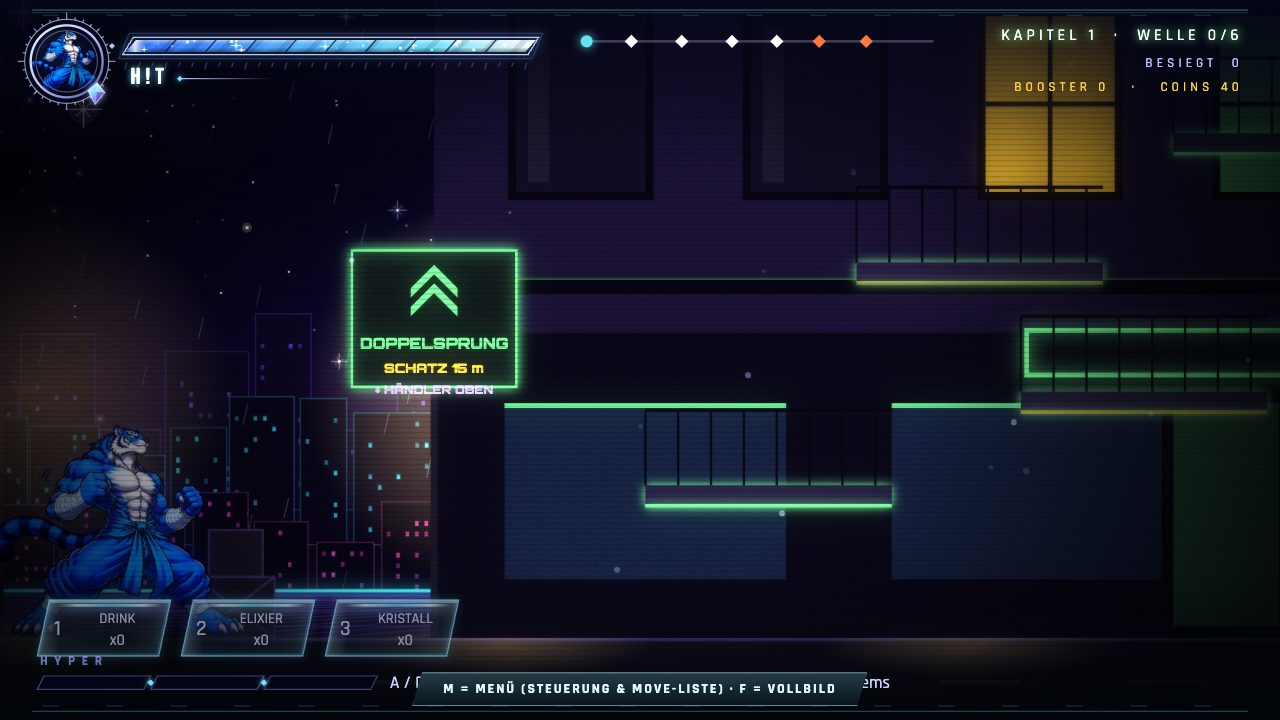 KAPITEL 1 · WELLE 0/6
H!T
BESIEGT 0
BOOSTER 0 · COINS 40
DOPPELSPRUNG
SCHATZ 15 m
◆ HÄNDLER OBEN
1 DRINK x0
2 ELIXIER x0
3 KRISTALL x0
HYPER
A /
M = MENÜ (STEUERUNG & MOVE-LISTE) · F = VOLLBILD